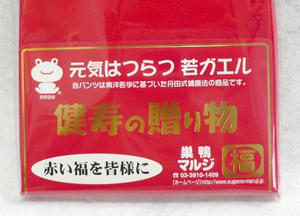 元気はつらつ 若ガエル
赤パンツは東洋医学に基づいた丹田式健康法の商品です。
健寿の贈り物
赤い福を皆様に
巣鴨
マルジ
福
☎ 03-3910-1409
[ホームページ]http://www.sugamo-maruji.jp